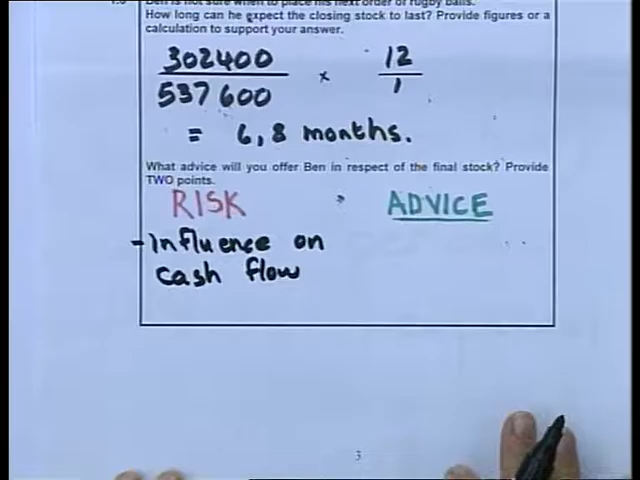 Ben is not sure when to place his next order of rugby balls.
How long can he expect the closing stock to last? Provide figures or a
calculation to support your answer.
302400 12
x
537600 1
= 6,8 months.
What advice will you offer Ben in respect of the final stock? Provide
TWO points.
RISK ADVICE
- Influence on
cash flow
3